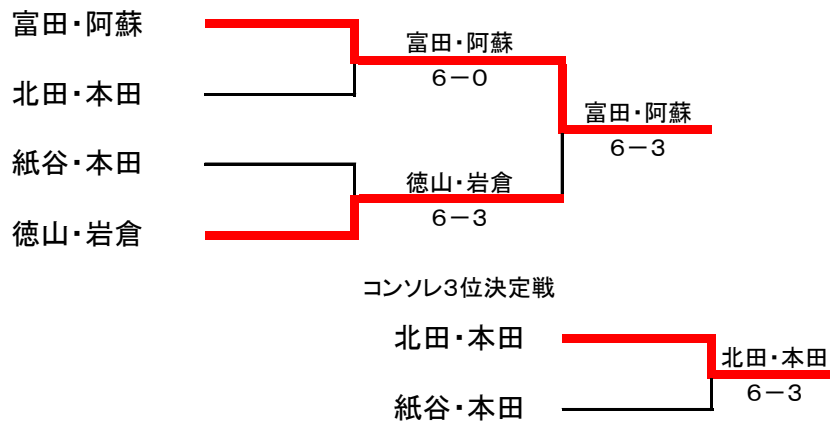 富田・阿蘇
富田・阿蘇
6－0
北田・本田
富田・阿蘇
6－3
紙谷・本田
徳山・岩倉
6－3
徳山・岩倉
コンソレ3位決定戦
北田・本田
北田・本田
6－3
紙谷・本田